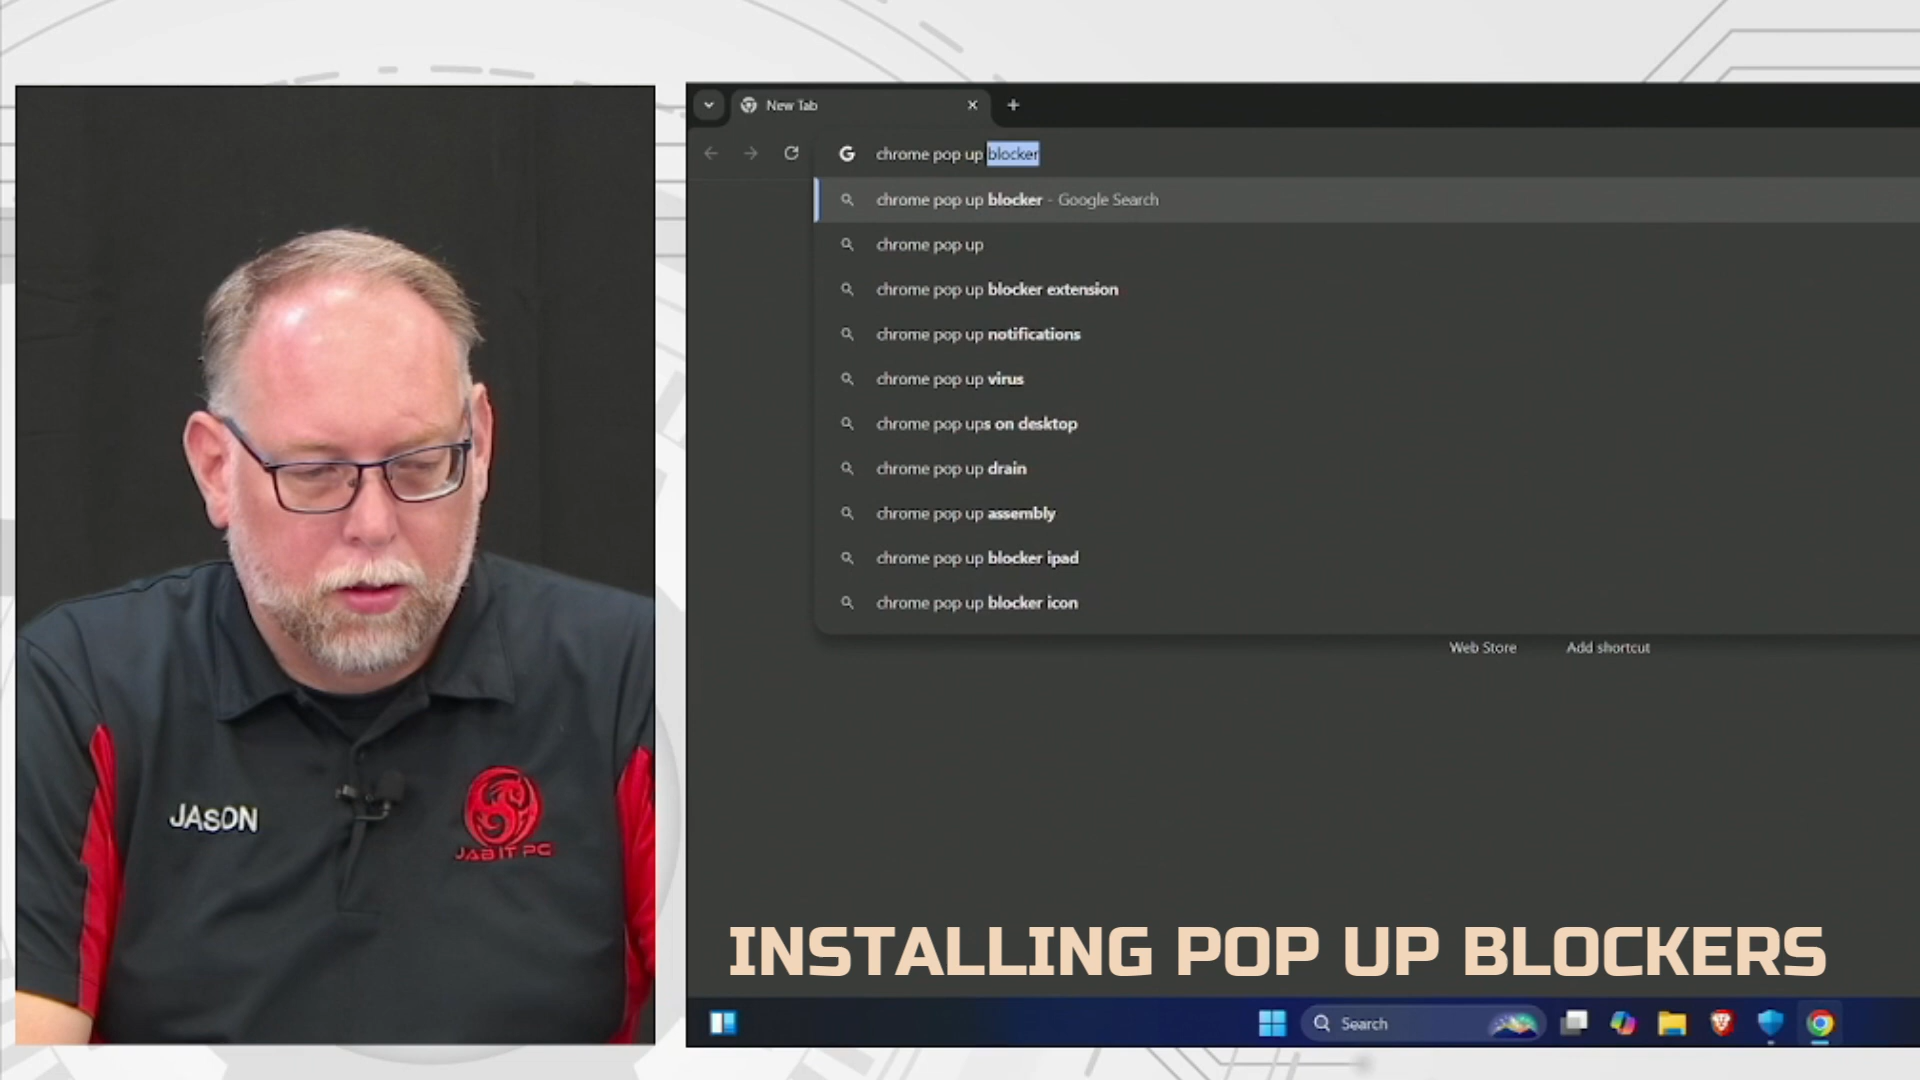 New Tab
chrome pop up blocker
chrome pop up blocker - Google Search
chrome pop up
chrome pop up blocker extension
chrome pop up notifications
chrome pop up virus
chrome pop ups on desktop
chrome pop up drain
chrome pop up assembly
chrome pop up blocker ipad
chrome pop up blocker icon
Web Store
Add shortcut
JASON
JAB IT PC
INSTALLING POP UP BLOCKERS
Search